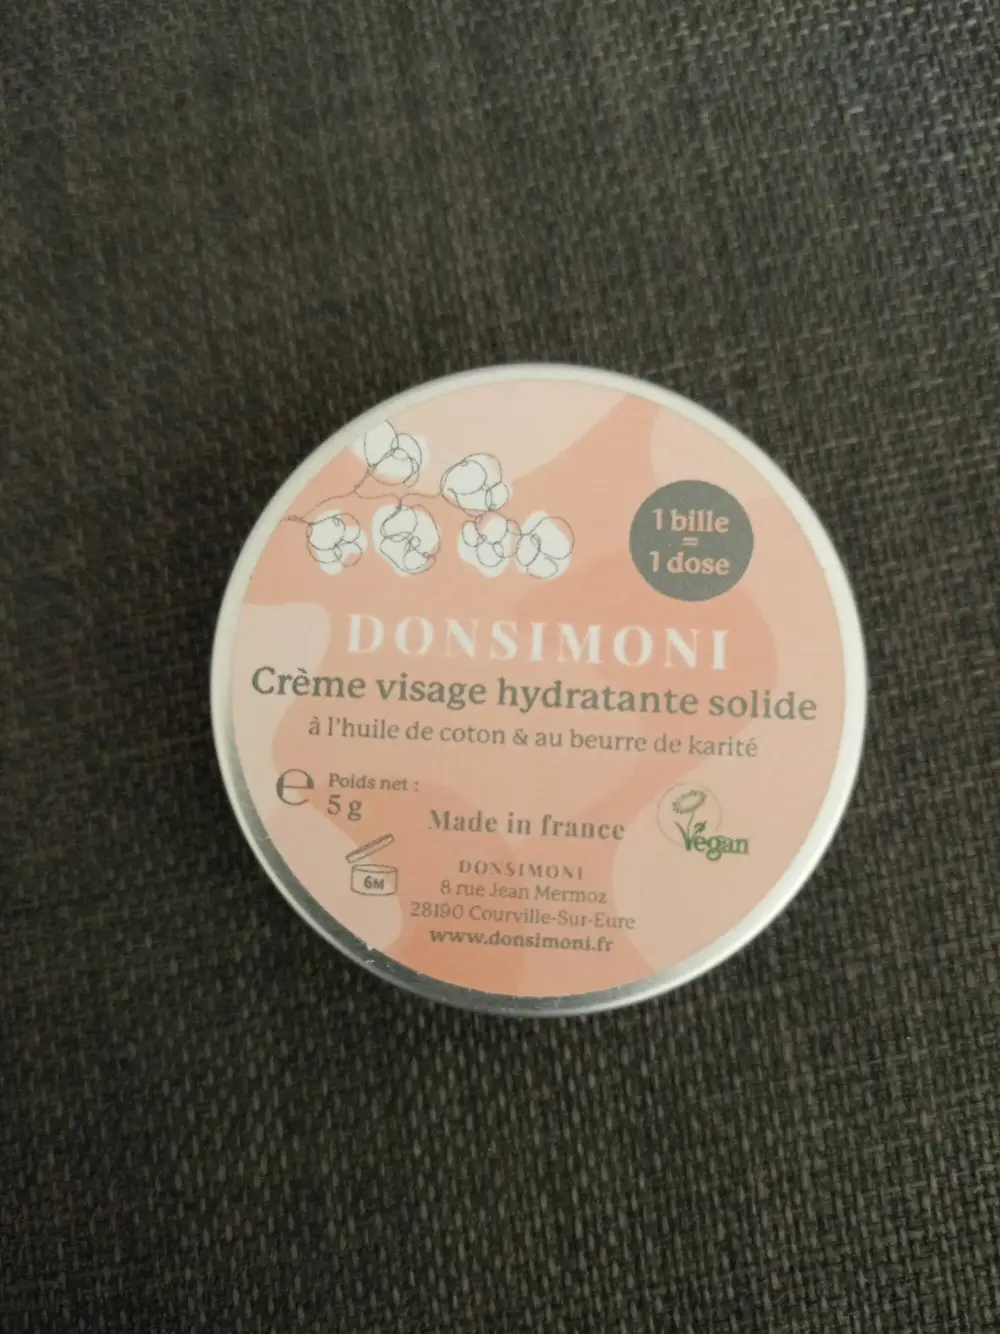 1 bille
=
1 dose
DONSIMONI
Crème visage hydratante solide
à l'huile de coton & au beurre de karité
e Poids net :
5 g
Made in france
Vegan
6M
DONSIMONI
8 rue Jean Mermoz
28190 Courville-Sur-Eure
www.donsimoni.fr